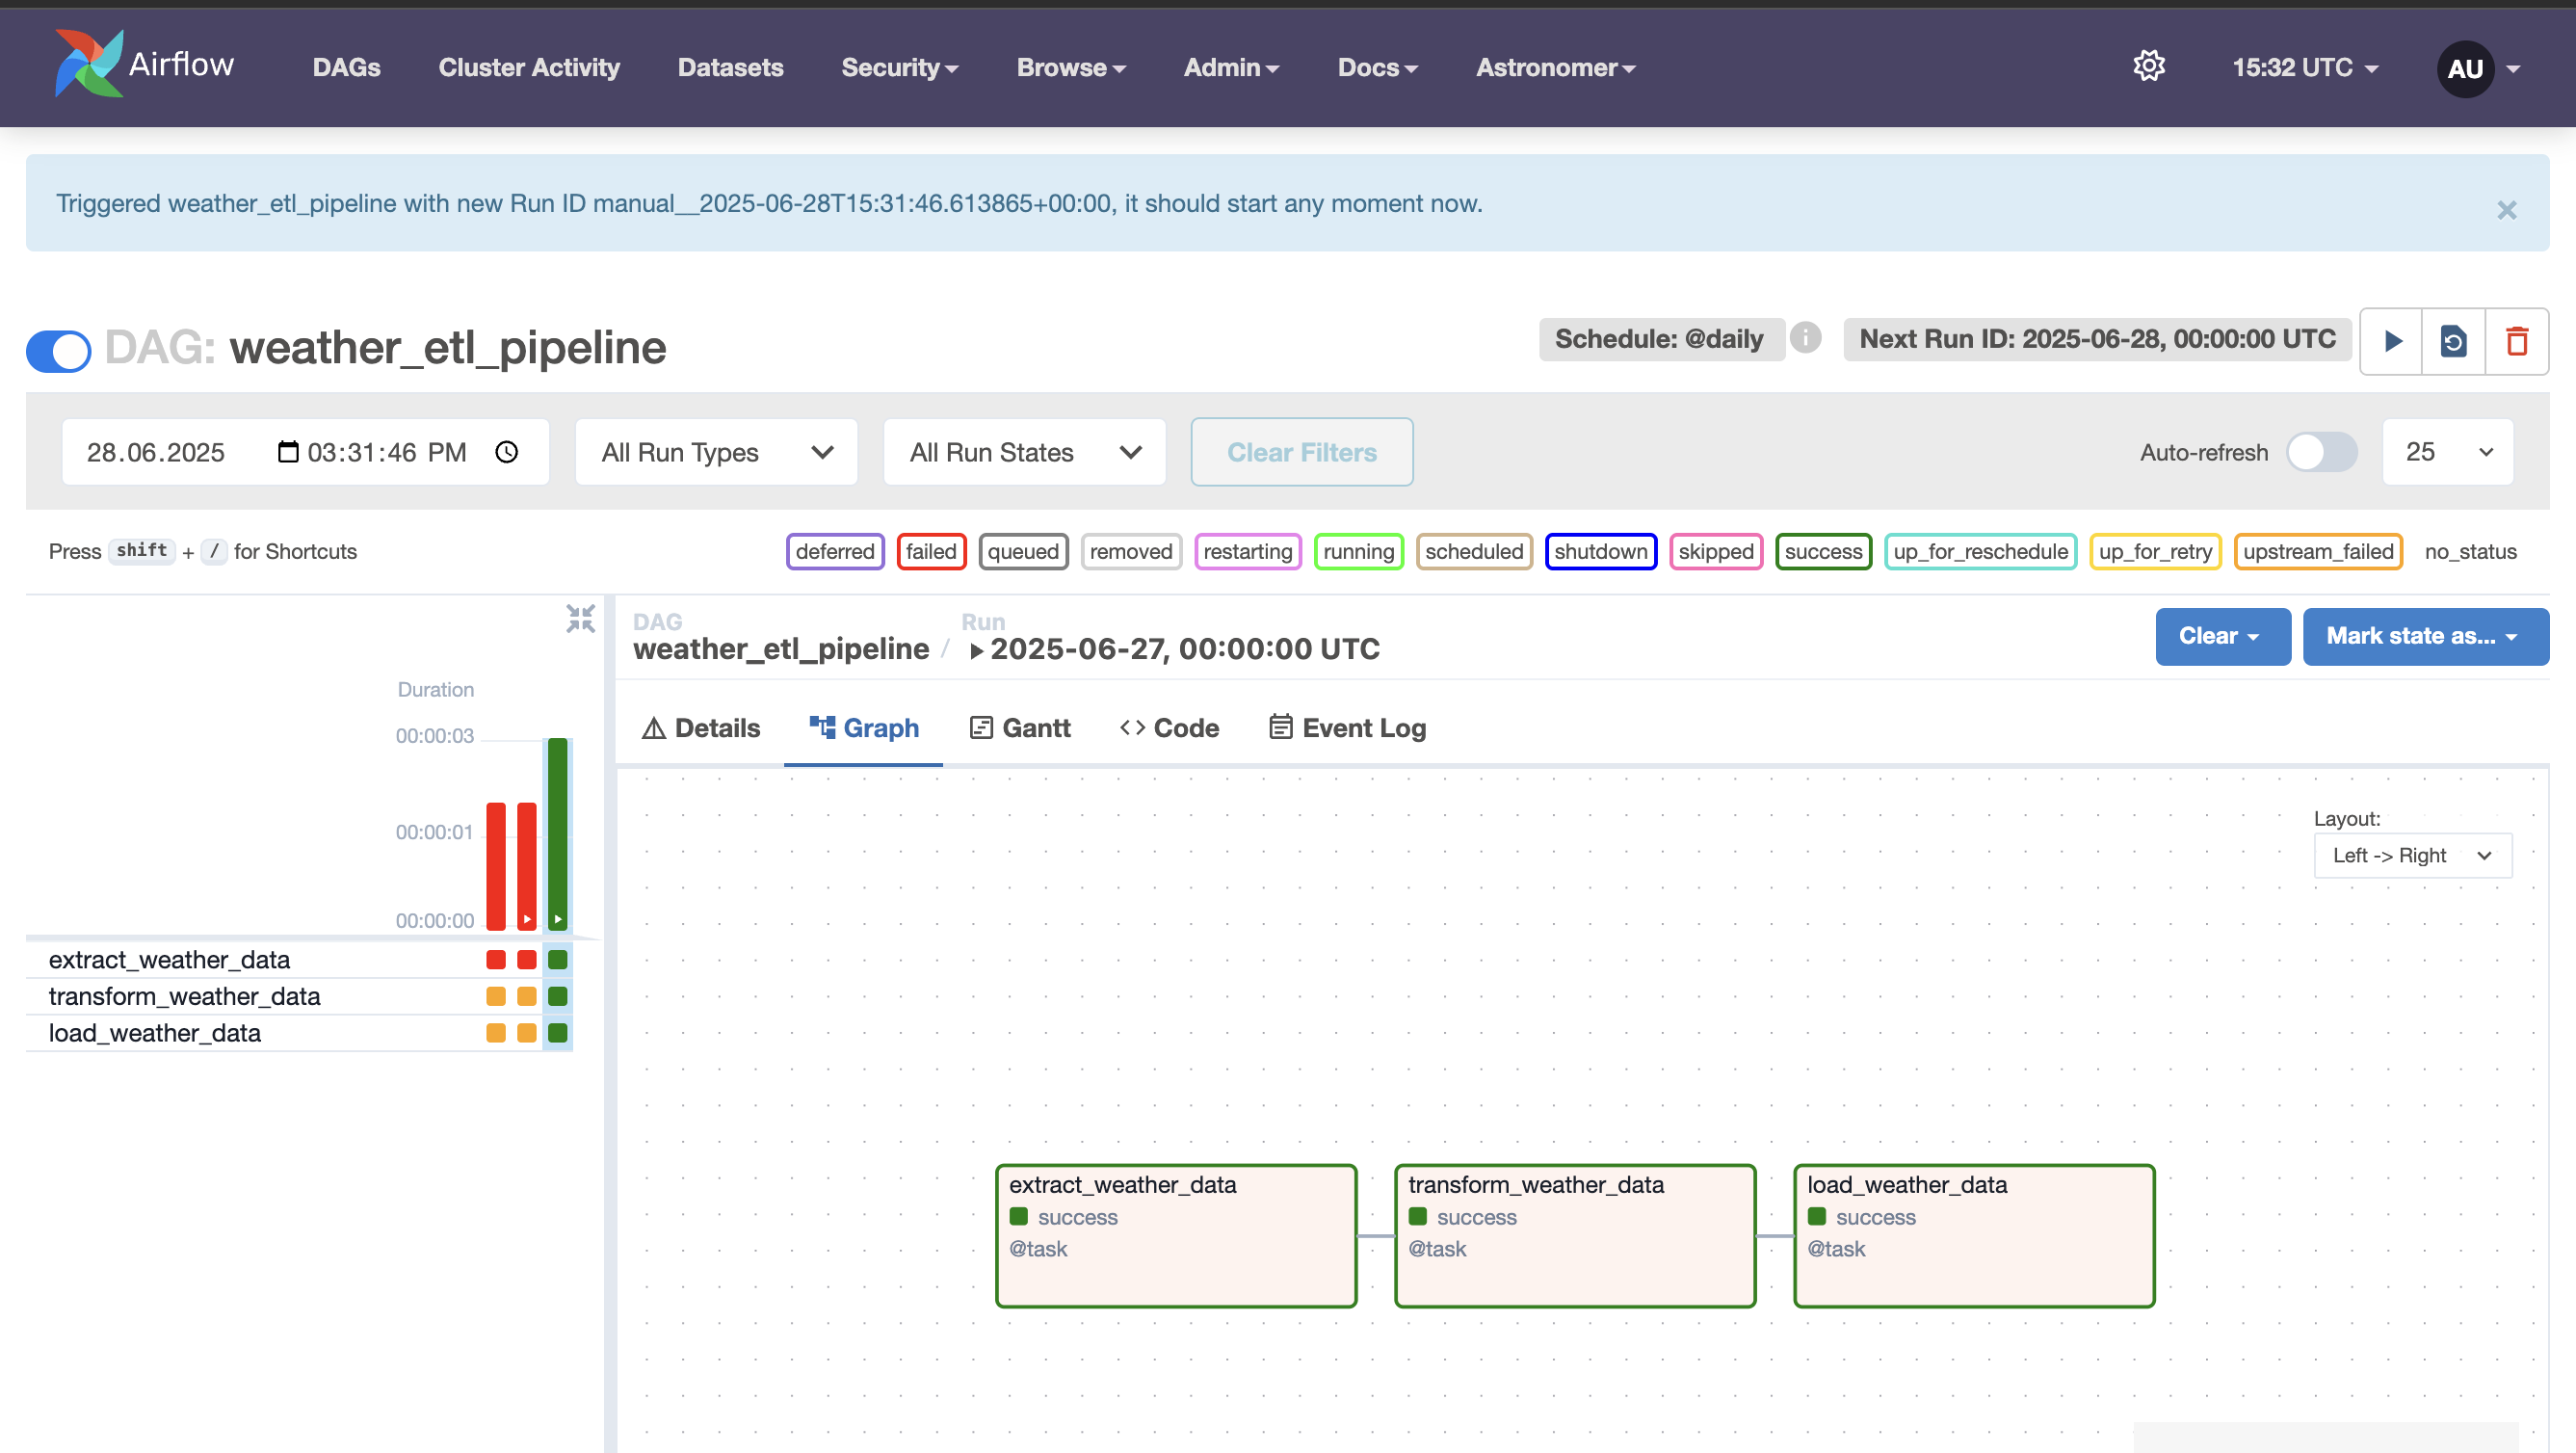 Airflow DAGs Cluster Activity Datasets Security Browse Admin Docs Astronomer 15:32 UTC AU
Triggered weather_etl_pipeline with new Run ID manual__2025-06-28T15:31:46.613865+00:00, it should start any moment now.
×
DAG: weather_etl_pipeline Schedule: @daily i Next Run ID: 2025-06-28, 00:00:00 UTC
28.06.2025 03:31:46 PM All Run Types All Run States Clear Filters Auto-refresh 25
Press shift + / for Shortcuts deferred failed queued removed restarting running scheduled shutdown skipped success up_for_reschedule up_for_retry upstream_failed no_status
DAG Run
weather_etl_pipeline / 2025-06-27, 00:00:00 UTC Clear Mark state as...
Details Graph Gantt <> Code Event Log
Duration
00:00:03
00:00:01
00:00:00
extract_weather_data
transform_weather_data
load_weather_data
Layout:
Left -> Right
extract_weather_data
success
@task
transform_weather_data
success
@task
load_weather_data
success
@task